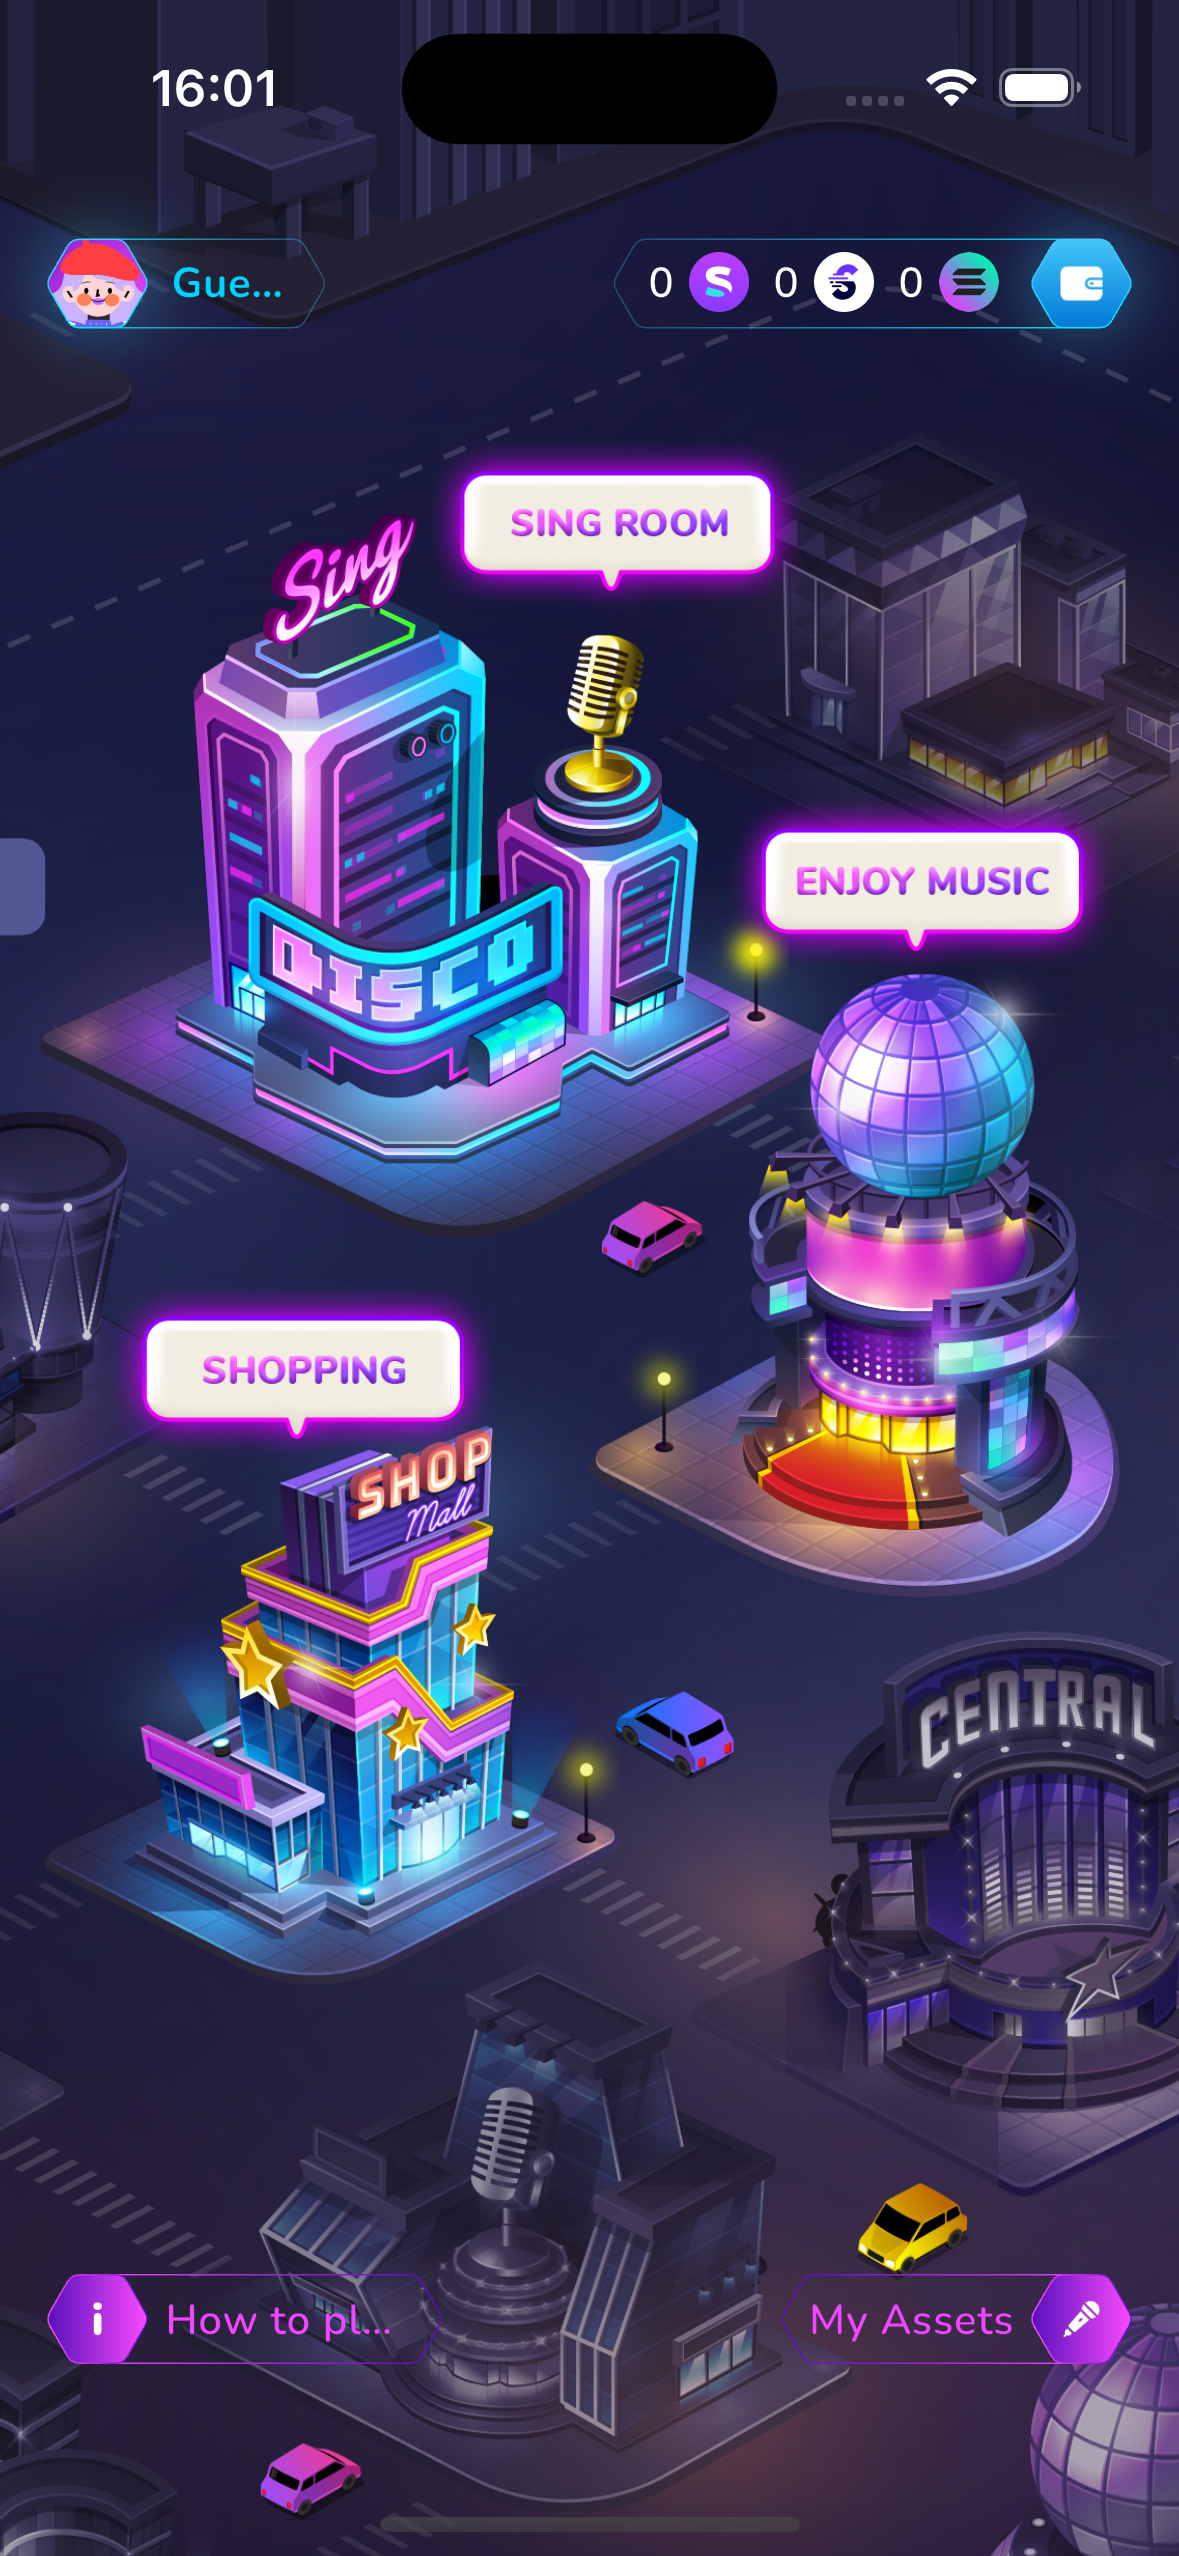 16:01
Gue...
0 0 0
SING ROOM
Sing
ENJOY MUSIC
DISCO
SHOPPING
SHOP
Mall
CENTRAL
How to pl...
My Assets